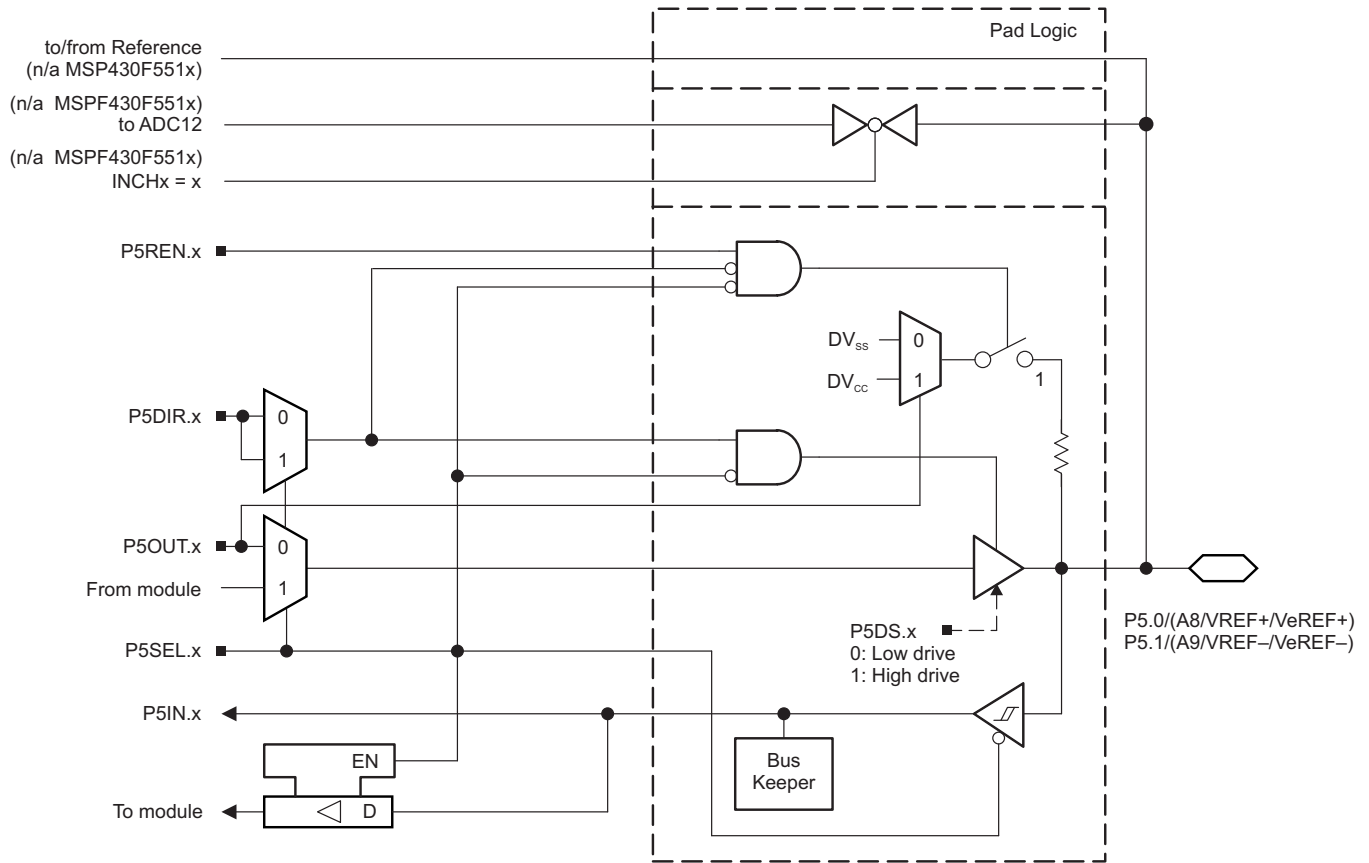 Pad Logic
to/from Reference
(n/a MSP430F551x)
(n/a MSPF430F551x)
to ADC12
(n/a MSPF430F551x)
INCHx = x
P5REN.x
DVSS
0
DVCC
1
1
P5DIR.x
0
1
P5OUT.x
0
From module
1
P5DS.x
0: Low drive
1: High drive
P5.0/(A8/VREF+/VeREF+)
P5.1/(A9/VREF–/VeREF–)
P5SEL.x
P5IN.x
Bus
Keeper
EN
To module
D